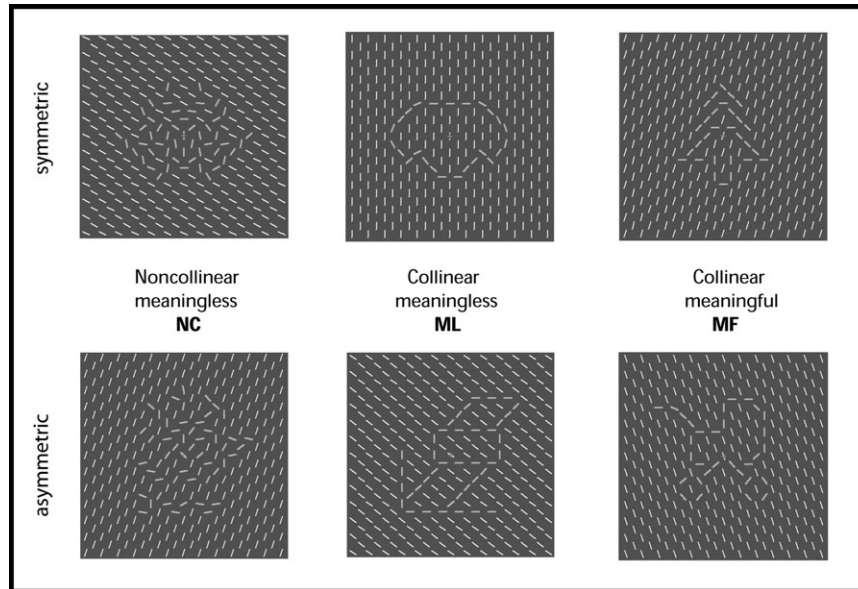 symmetric
Noncollinear
meaningless
NC
Collinear
meaningless
ML
Collinear
meaningful
MF
asymmetric